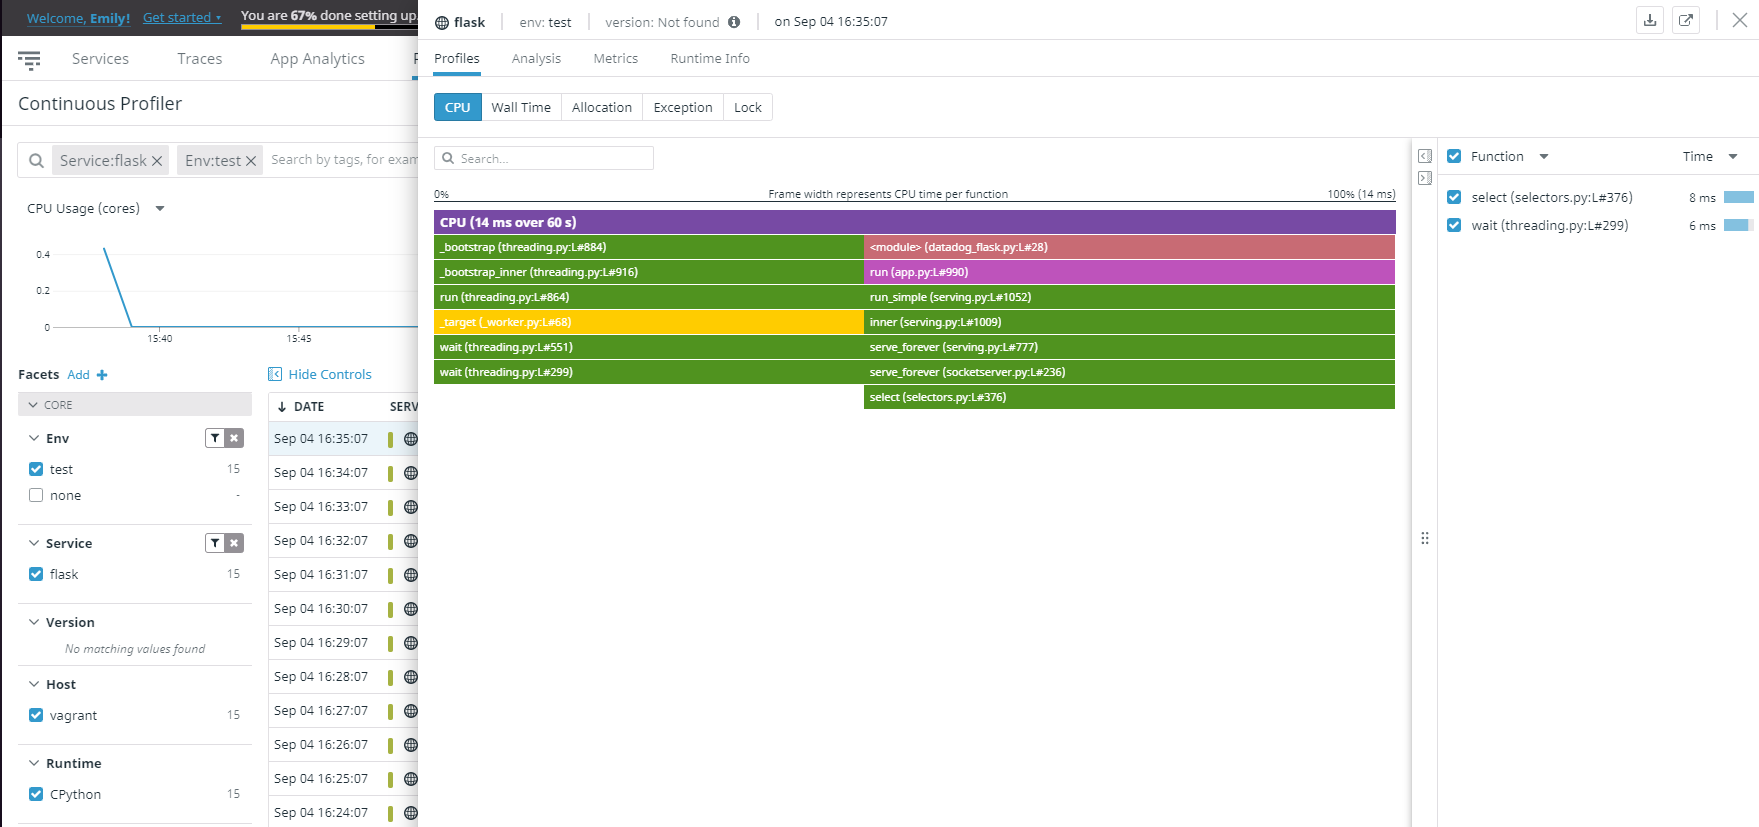 Welcome, Emily!
Get started
You are 67% done setting up.
Services
Traces
App Analytics
Continuous Profiler
Service:flask
Env:test
Search by tags, for exam
CPU Usage (cores)
0.4
0.2
0
15:40
15:45
Facets
Add
Hide Controls
CORE
Env
test
15
none
-
Service
flask
15
Version
No matching values found
Host
vagrant
15
Runtime
CPython
15
DATE
SERV
Sep 04 16:35:07
Sep 04 16:34:07
Sep 04 16:33:07
Sep 04 16:32:07
Sep 04 16:31:07
Sep 04 16:30:07
Sep 04 16:29:07
Sep 04 16:28:07
Sep 04 16:27:07
Sep 04 16:26:07
Sep 04 16:25:07
Sep 04 16:24:07
flask
env: test
version: Not found
on Sep 04 16:35:07
Profiles
Analysis
Metrics
Runtime Info
CPU
Wall Time
Allocation
Exception
Lock
Search...
0%
Frame width represents CPU time per function
100% (14 ms)
CPU (14 ms over 60 s)
_bootstrap (threading.py:L#884)
<module> (datadog_flask.py:L#28)
_bootstrap_inner (threading.py:L#916)
run (app.py:L#990)
run (threading.py:L#864)
run_simple (serving.py:L#1052)
_target (_worker.py:L#68)
inner (serving.py:L#1009)
wait (threading.py:L#551)
serve_forever (serving.py:L#777)
wait (threading.py:L#299)
serve_forever (socketserver.py:L#236)
select (selectors.py:L#376)
Function
Time
select (selectors.py:L#376)
8 ms
wait (threading.py:L#299)
6 ms